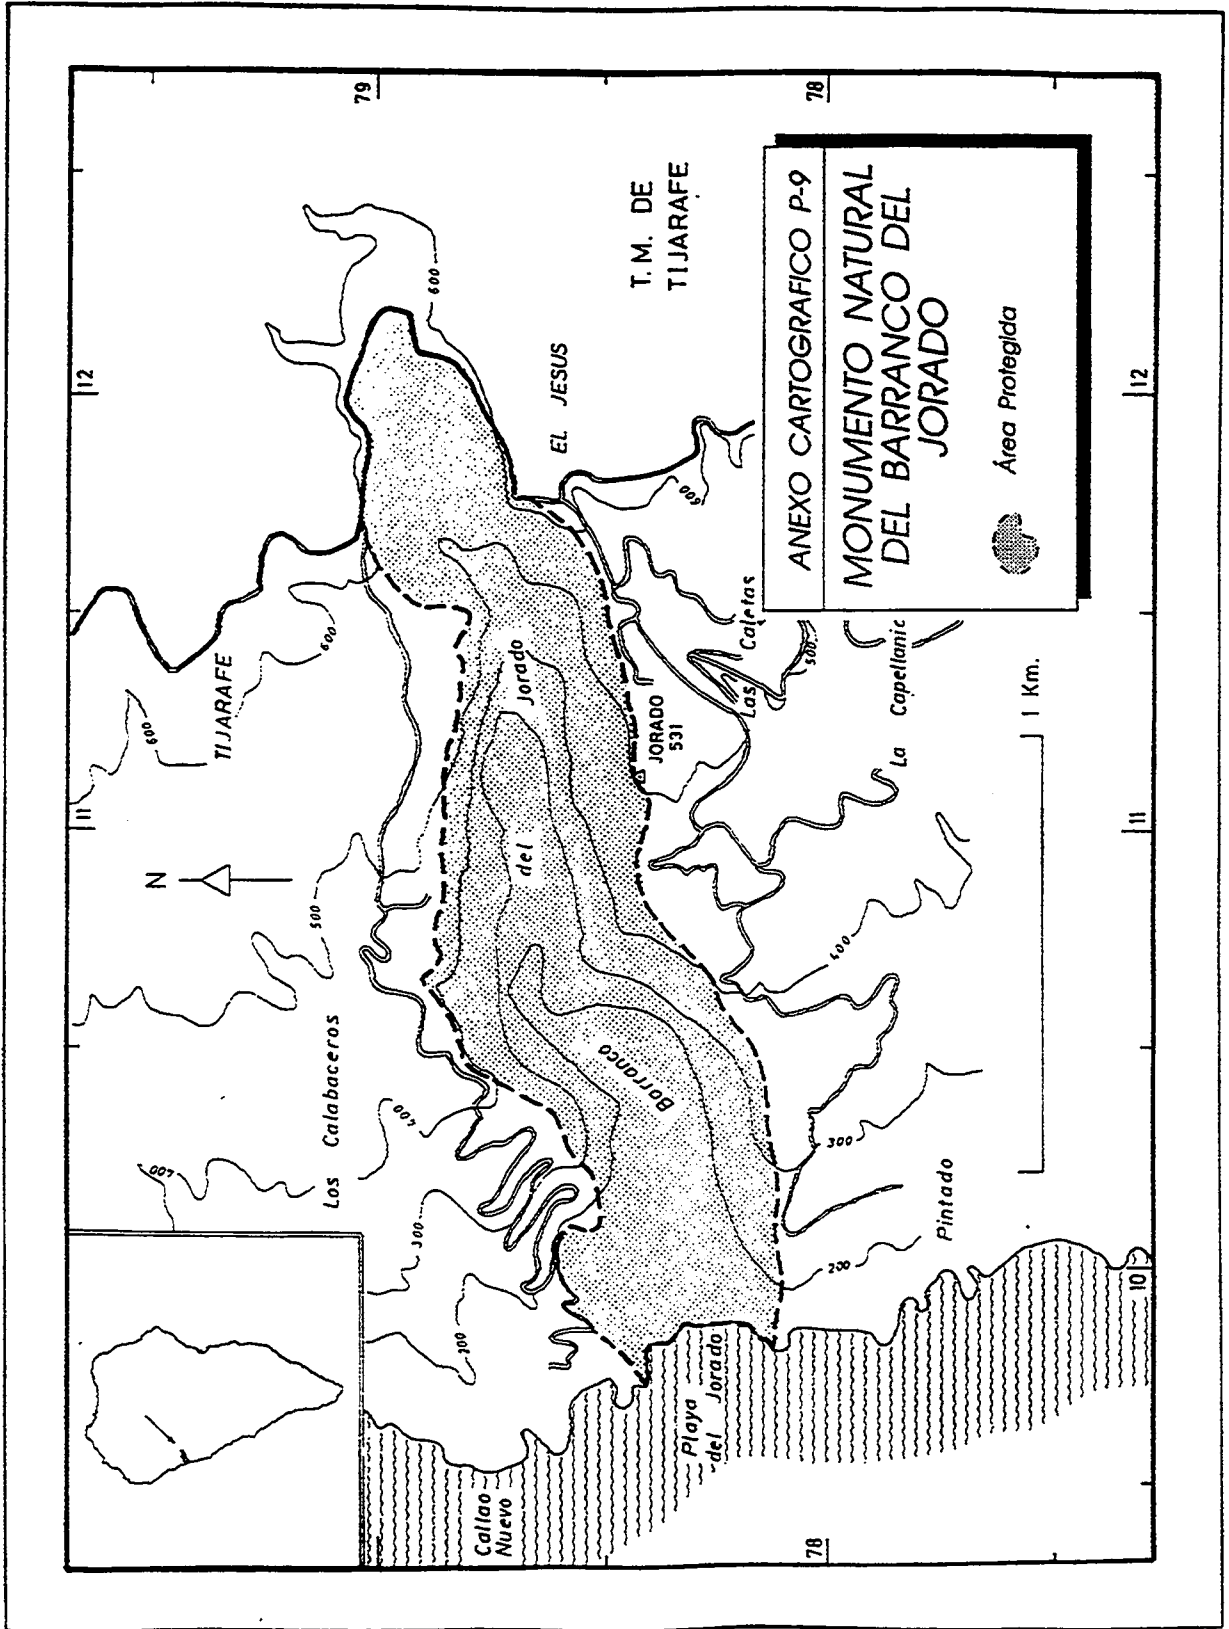 12
11
79
78
N
600
TIJARAFE
600
600
T.M. DE
TIJARAFE
EL JESUS
500
Los Calabaceros
400
400
300
200
Callao
Nuevo
Barranco
del
Jorado
JORADO
531
Las Caletas
600
500
La Capellanic
400
300
200
Pintado
Playa
del Jorado
1 Km.
78
10
11
12
ANEXO CARTOGRAFICO P-9
MONUMENTO NATURAL
DEL BARRANCO DEL
JORADO
Área Protegida